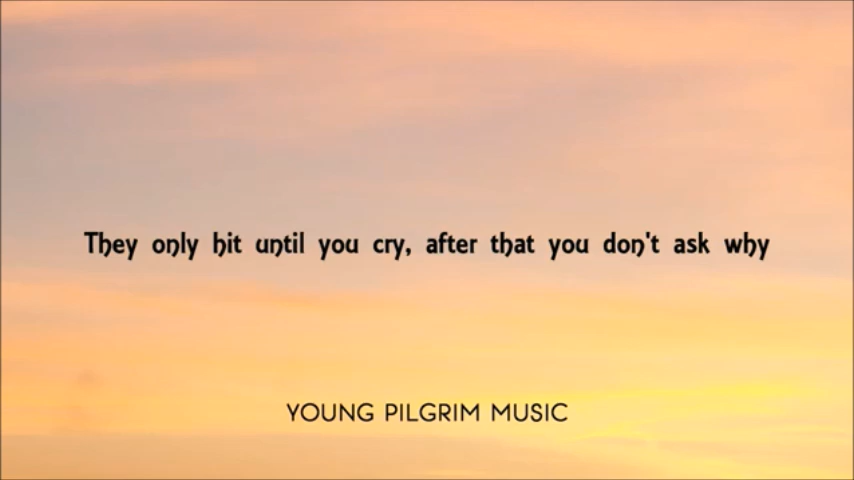 They only hit until you cry, after that you don't ask why
YOUNG PILGRIM MUSIC